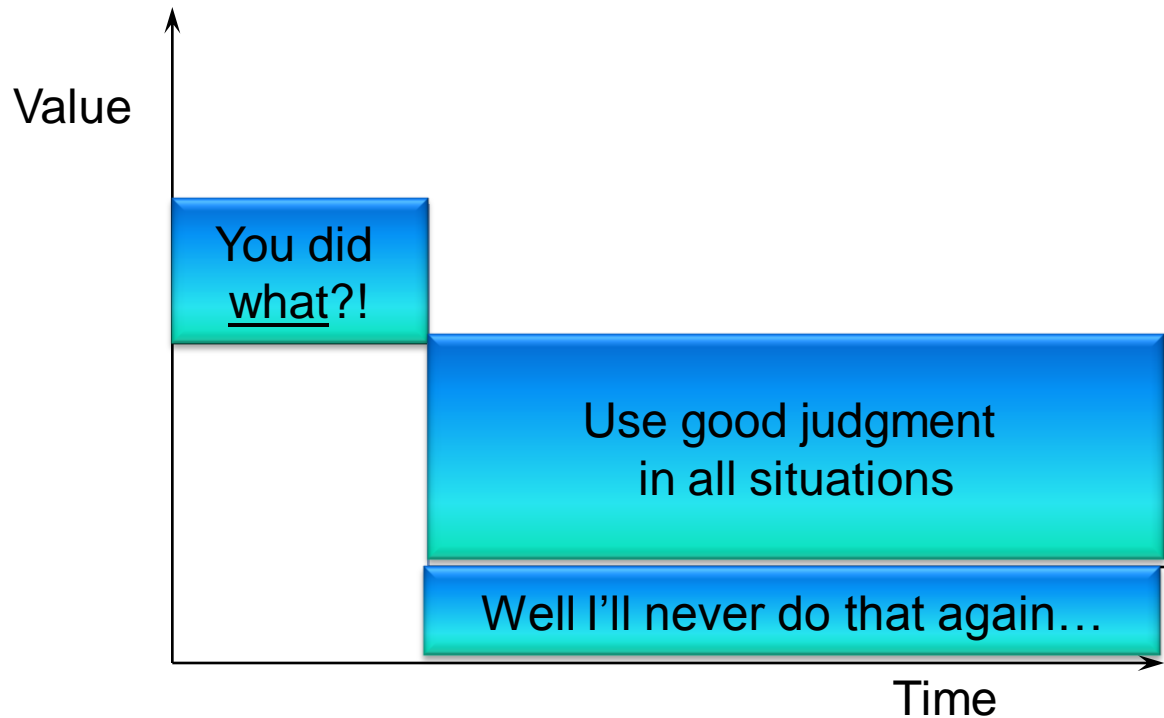 Value
You did
what?!
Use good judgment
in all situations
Well I’ll never do that again…
Time